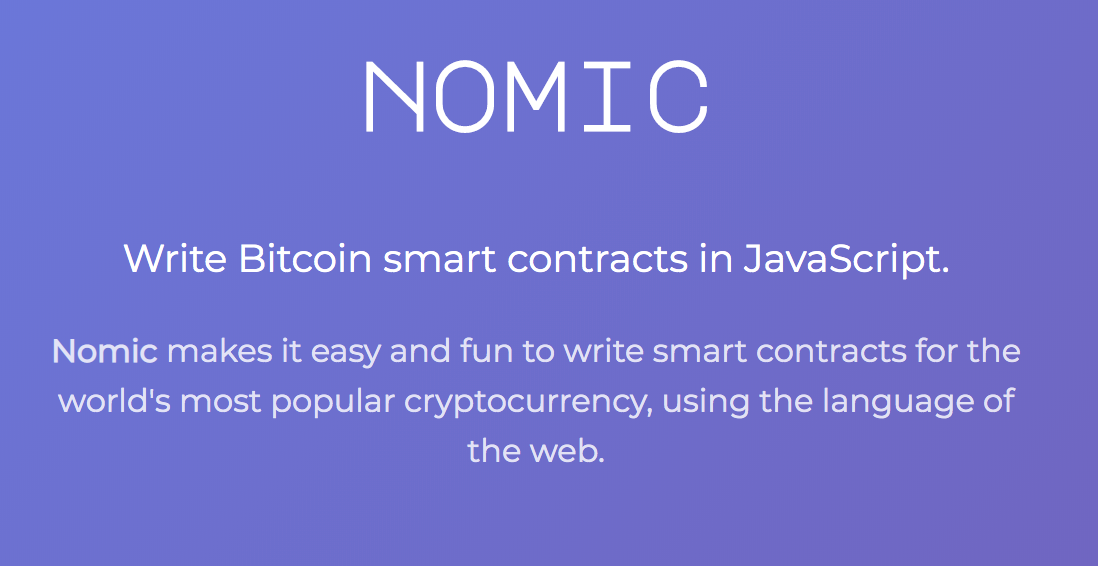 NOMIC
Write Bitcoin smart contracts in JavaScript.
Nomic makes it easy and fun to write smart contracts for the
world's most popular cryptocurrency, using the language of
the web.